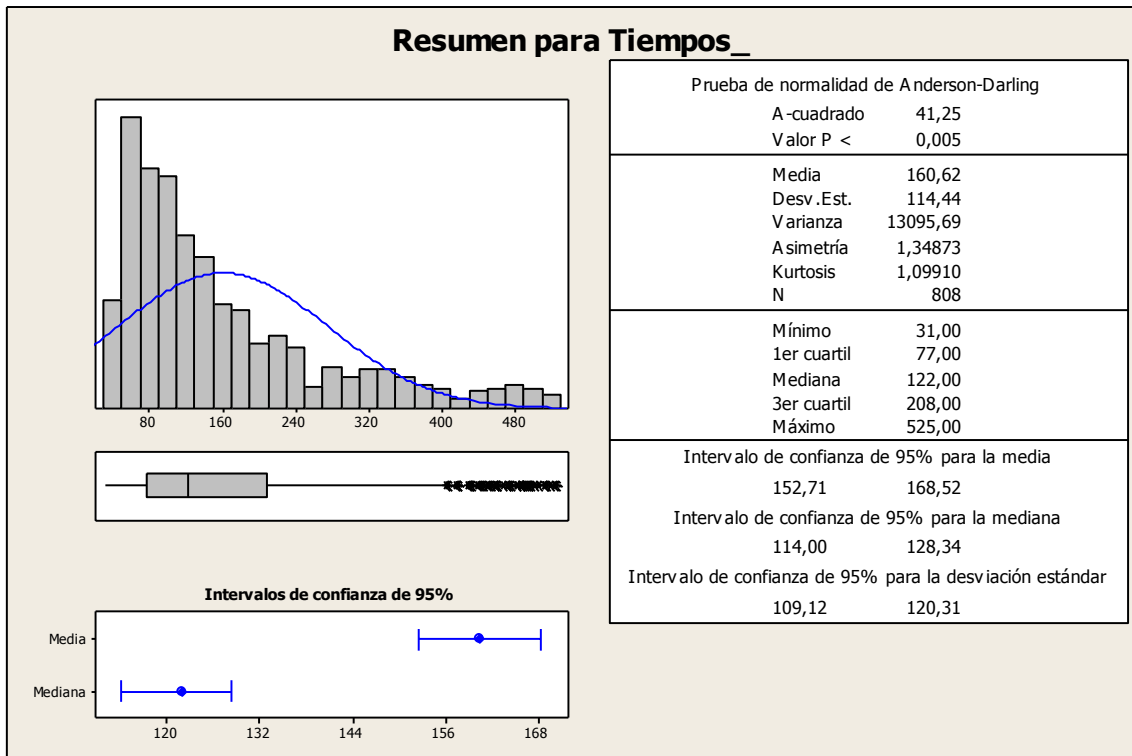 Resumen para Tiempos_
80 160 240 320 400 480
Intervalos de confianza de 95%
Media
Mediana
120 132 144 156 168
Prueba de normalidad de Anderson-Darling
A-cuadrado 41,25
Valor P < 0,005
Media 160,62
Desv.Est. 114,44
Varianza 13095,69
Asimetría 1,34873
Kurtosis 1,09910
N 808
Mínimo 31,00
1er cuartil 77,00
Mediana 122,00
3er cuartil 208,00
Máximo 525,00
Intervalo de confianza de 95% para la media
152,71 168,52
Intervalo de confianza de 95% para la mediana
114,00 128,34
Intervalo de confianza de 95% para la desviación estándar
109,12 120,31